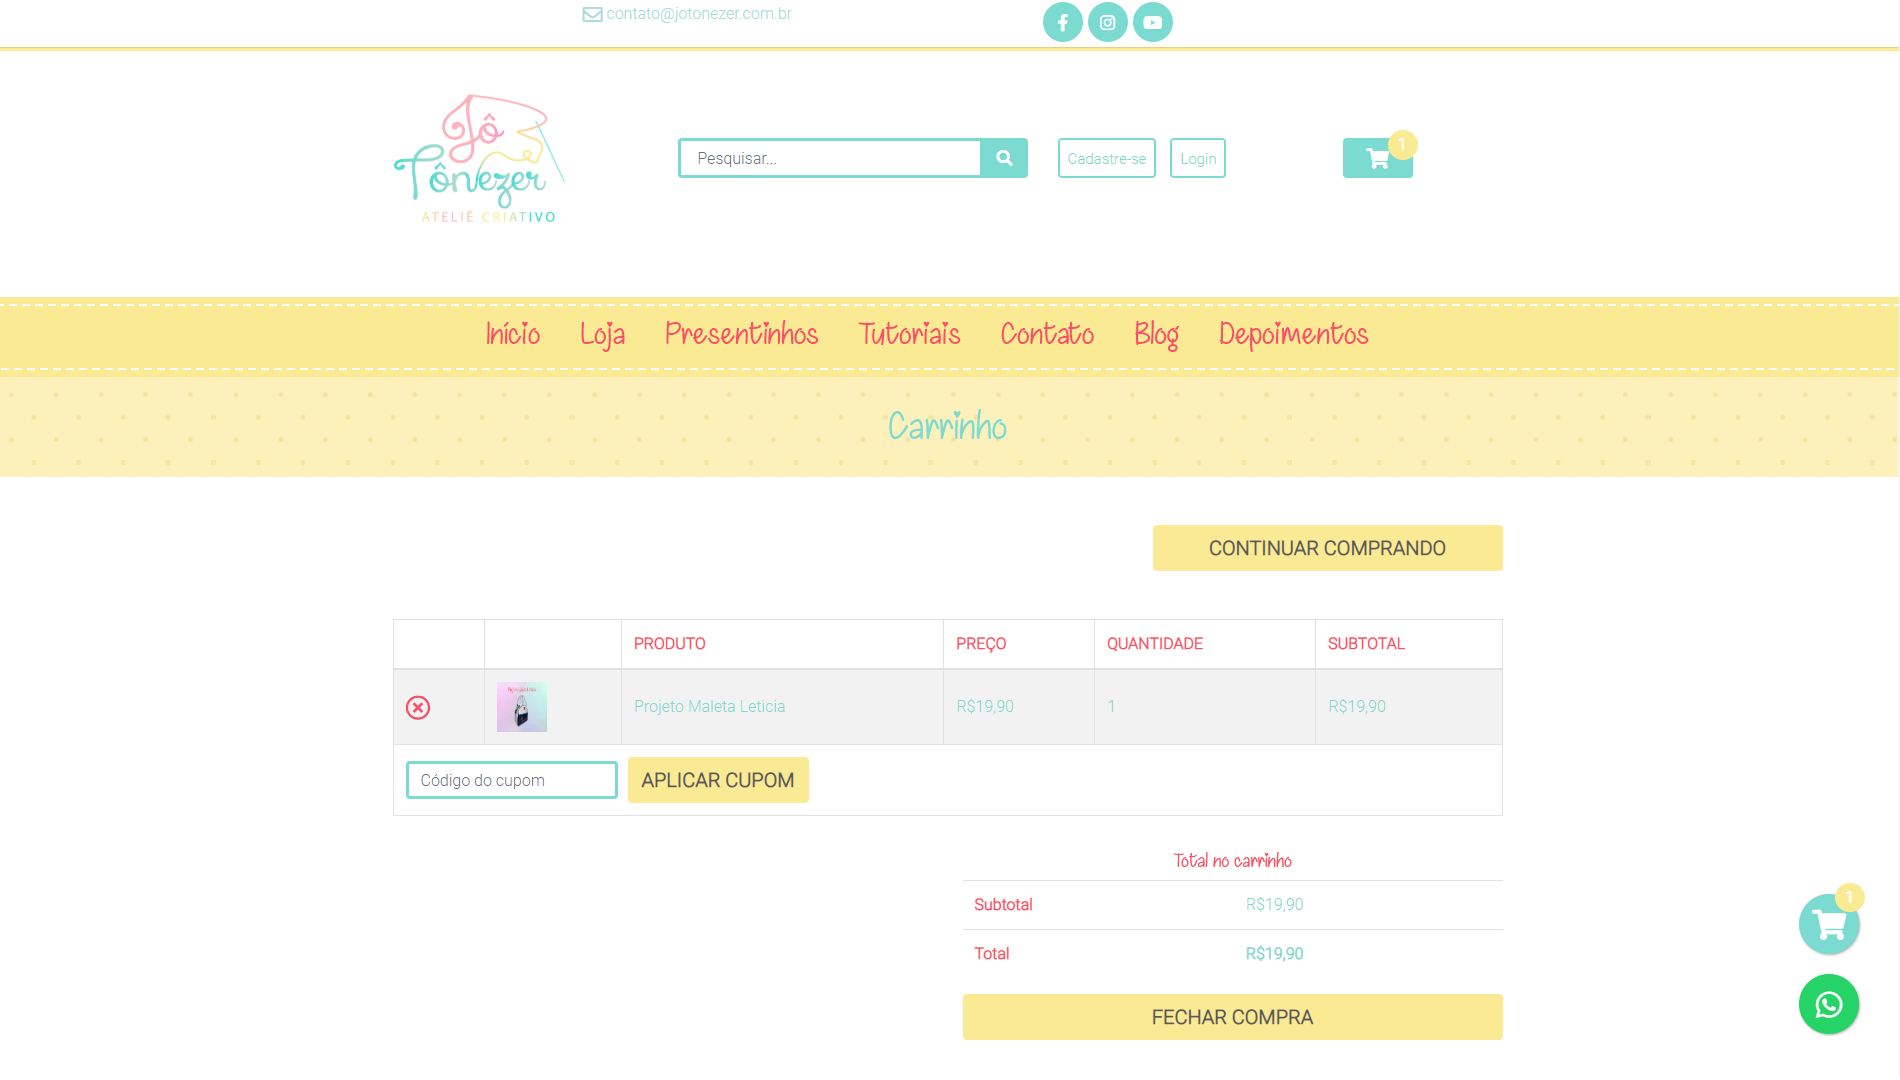 contato@jotonezer.com.br
Jô
Tônezer
ATELIÊ CRIATIVO
Pesquisar...
Cadastre-se
Login
1
Início Loja Presentinhos Tutoriais Contato Blog Depoimentos
Carrinho
CONTINUAR COMPRANDO
PRODUTO PREÇO QUANTIDADE SUBTOTAL
Projeto Maleta Leticia R$19,90 1 R$19,90
Código do cupom APLICAR CUPOM
Total no carrinho
Subtotal R$19,90
Total R$19,90
FECHAR COMPRA
1